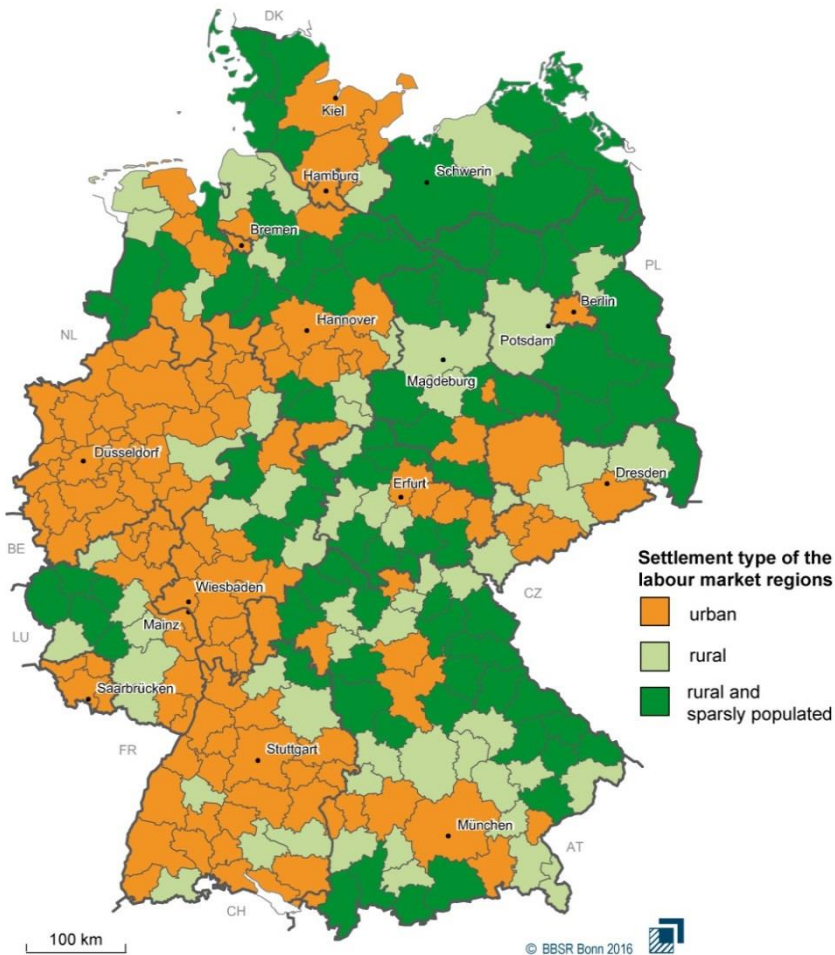 DK
Kiel
Hamburg
Schwerin
Bremen
PL
Berlin
Hannover
Potsdam
NL
Magdeburg
Düsseldorf
Dresden
Erfurt
BE
Settlement type of the
labour market regions
urban
rural
rural and
sparsly populated
CZ
Wiesbaden
Mainz
LU
Saarbrücken
FR
Stuttgart
München
AT
CH
100 km
© BBSR Bonn 2016